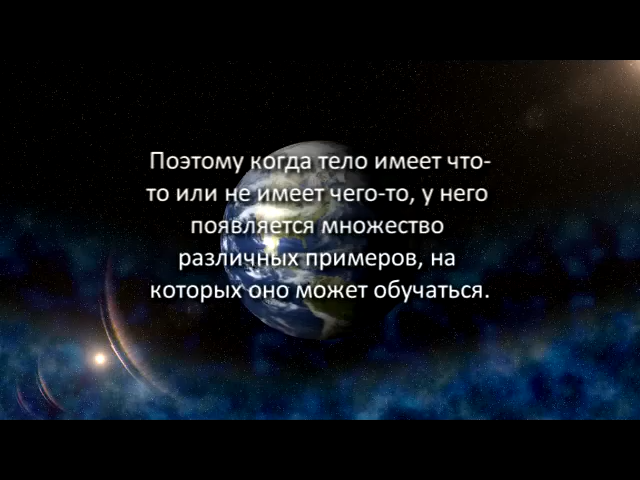 Поэтому когда тело имеет что-
то или не имеет чего-то, у него
появляется множество
различных примеров, на
которых оно может обучаться.